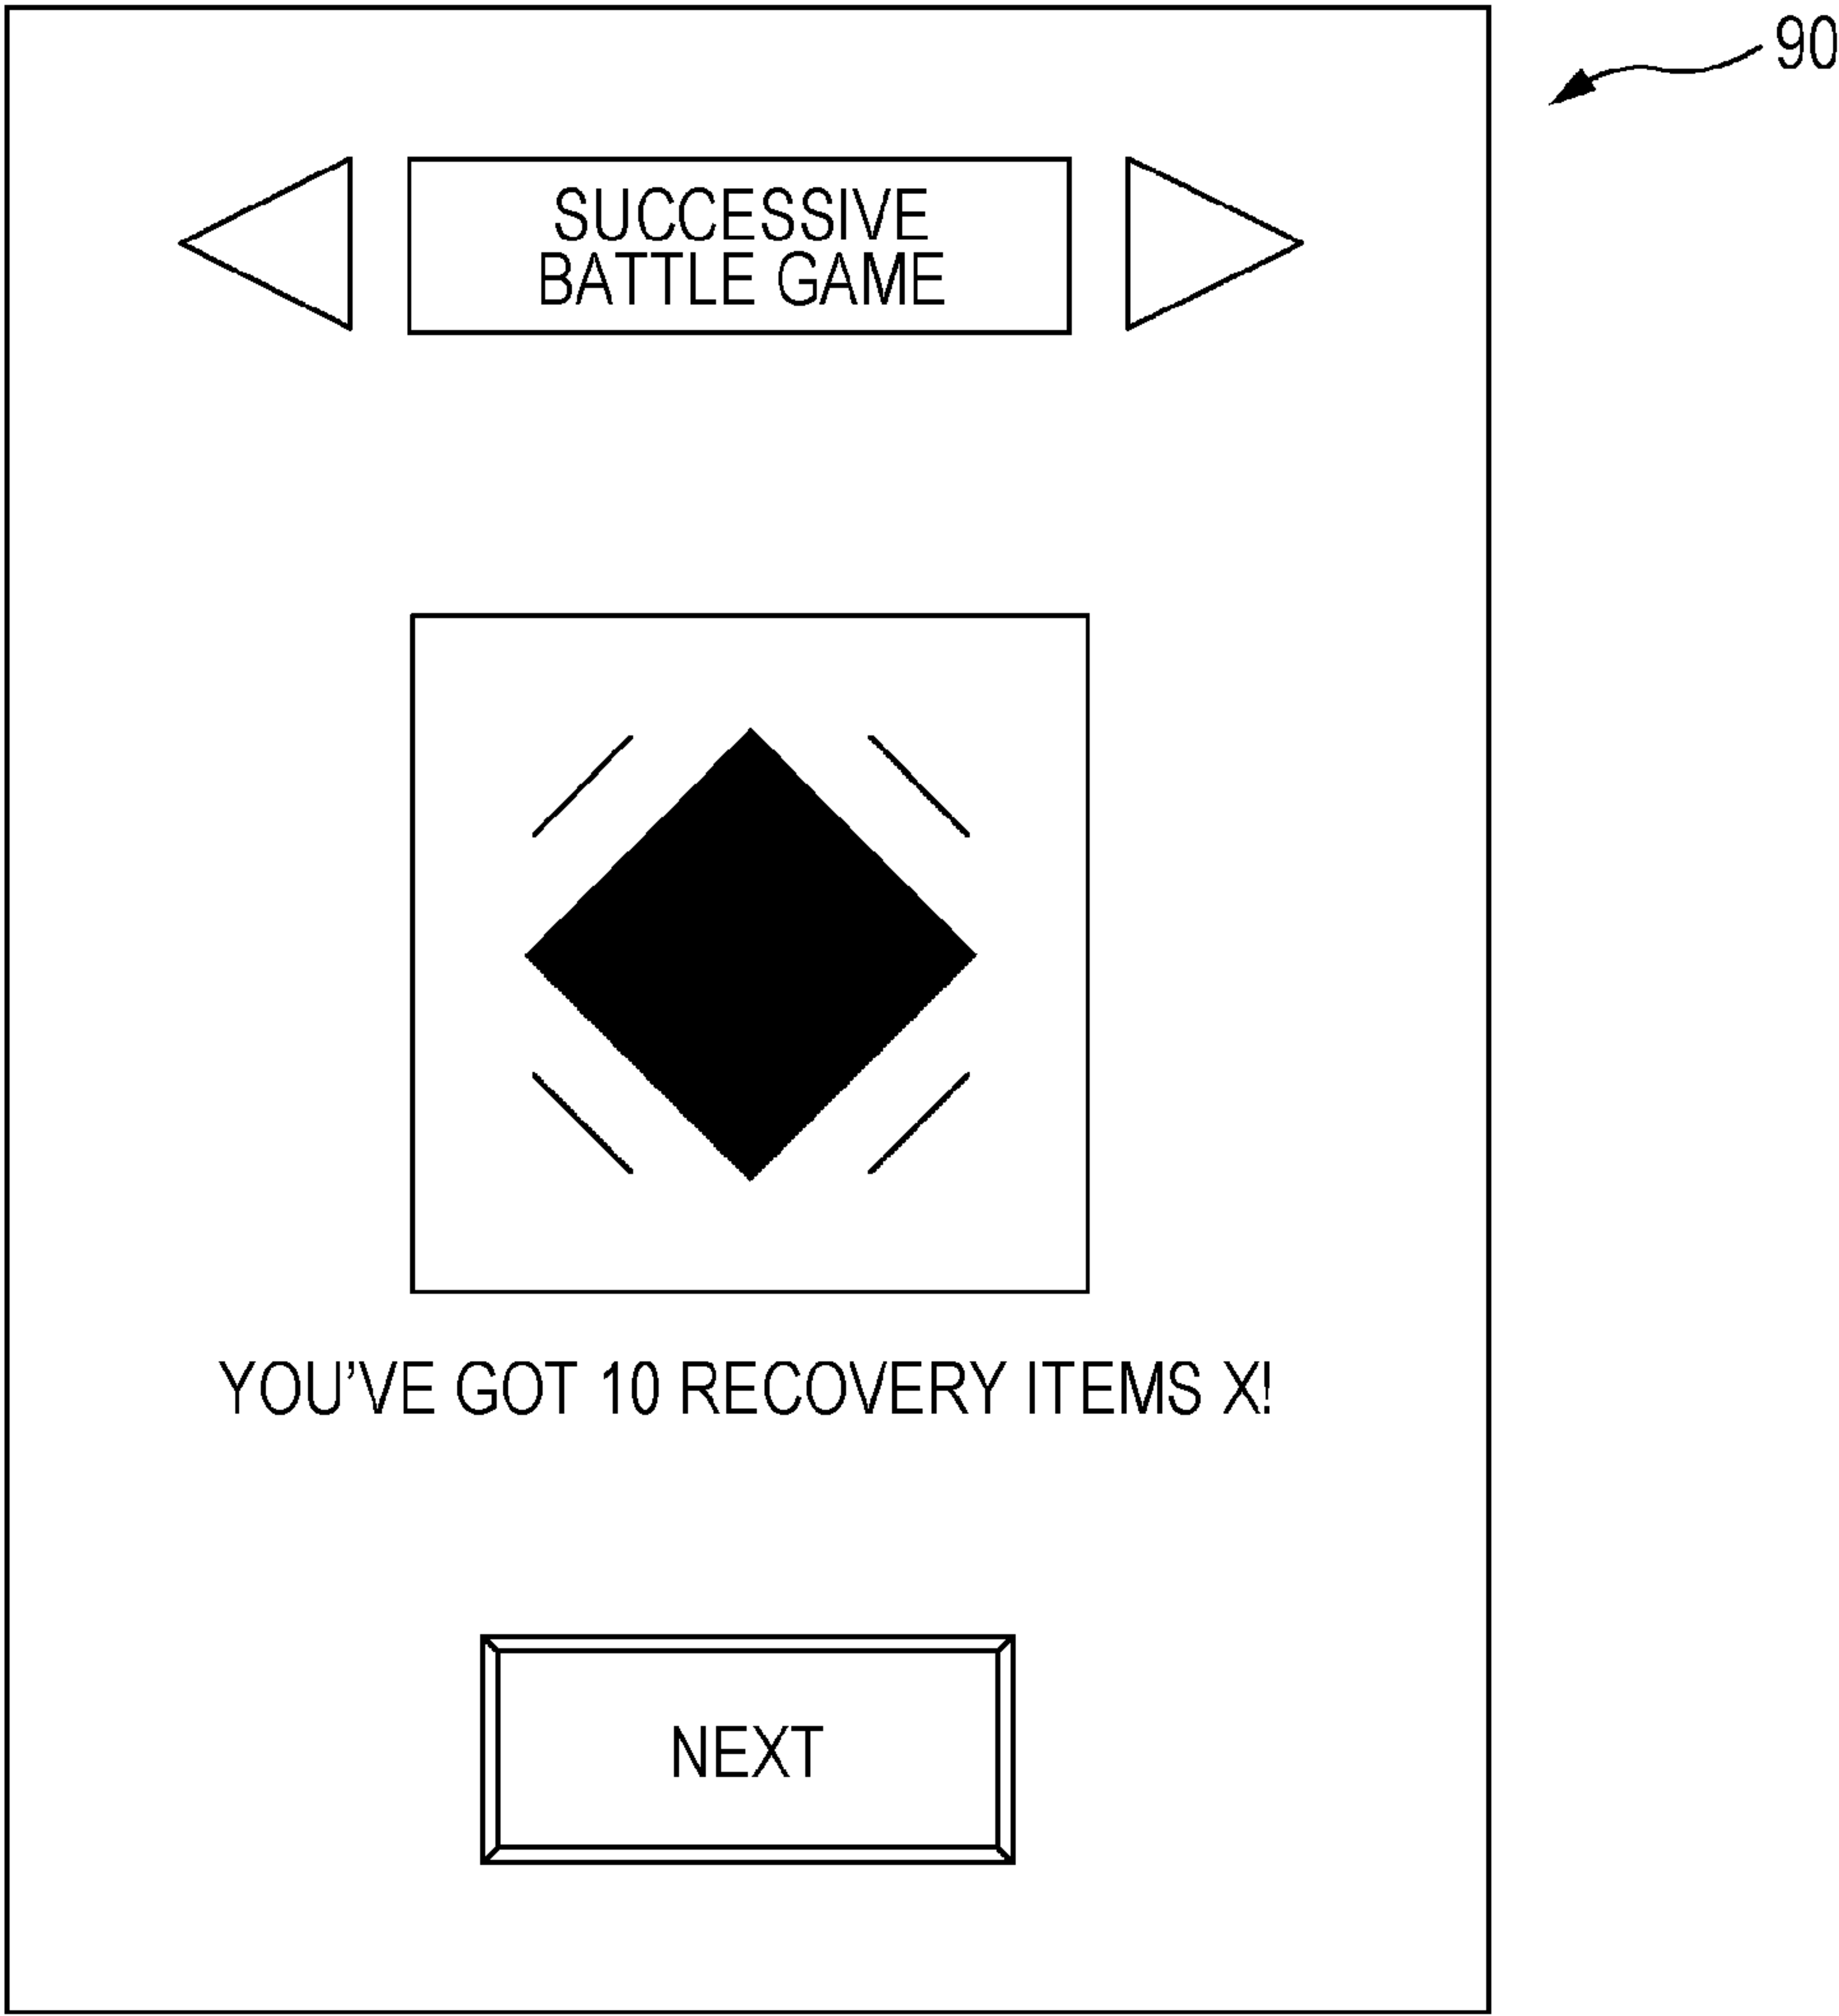 90
SUCCESSIVE
BATTLE GAME
YOU'VE GOT 10 RECOVERY ITEMS X!
NEXT